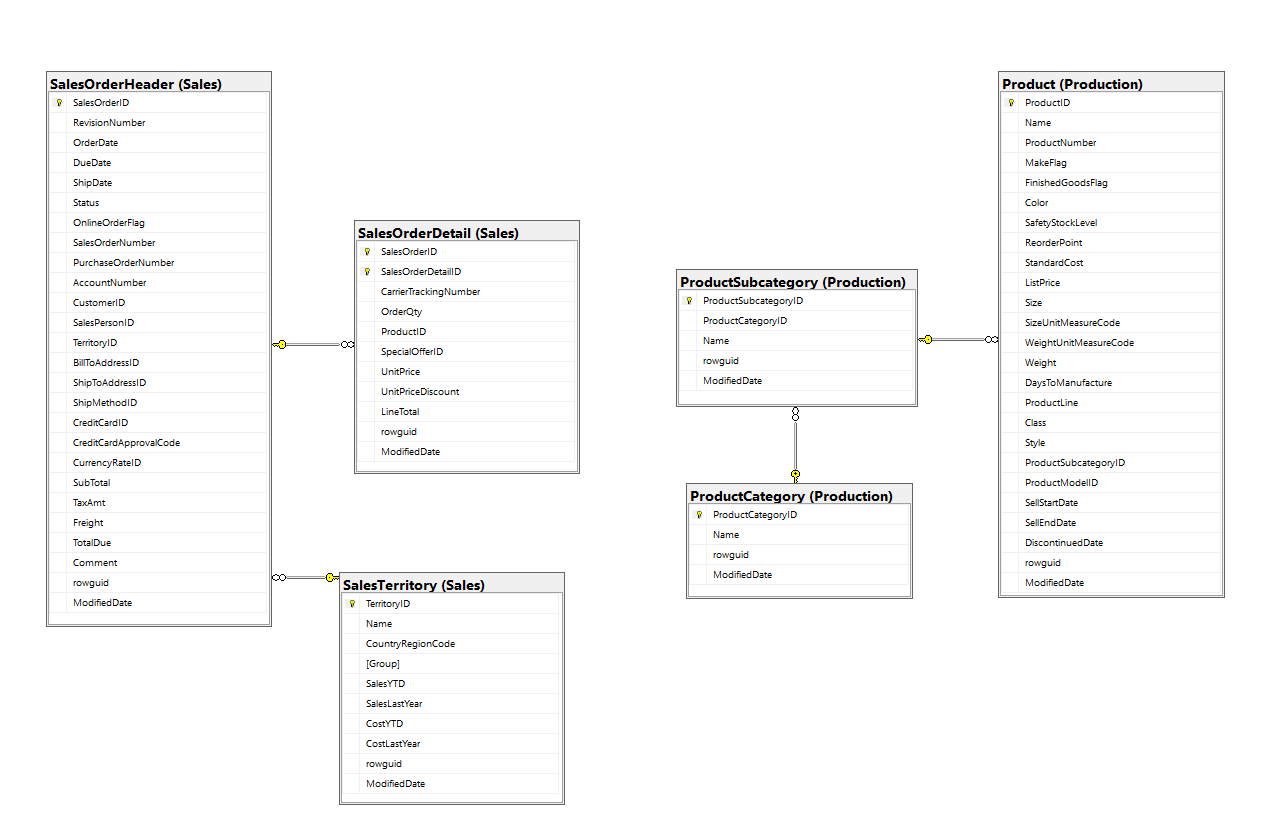 SalesOrderHeader (Sales)
SalesOrderID
RevisionNumber
OrderDate
DueDate
ShipDate
Status
OnlineOrderFlag
SalesOrderNumber
PurchaseOrderNumber
AccountNumber
CustomerID
SalesPersonID
TerritoryID
BillToAddressID
ShipToAddressID
ShipMethodID
CreditCardID
CreditCardApprovalCode
CurrencyRateID
SubTotal
TaxAmt
Freight
TotalDue
Comment
rowguid
ModifiedDate
SalesOrderDetail (Sales)
SalesOrderID
SalesOrderDetailID
CarrierTrackingNumber
OrderQty
ProductID
SpecialOfferID
UnitPrice
UnitPriceDiscount
LineTotal
rowguid
ModifiedDate
SalesTerritory (Sales)
TerritoryID
Name
CountryRegionCode
[Group]
SalesYTD
SalesLastYear
CostYTD
CostLastYear
rowguid
ModifiedDate
ProductSubcategory (Production)
ProductSubcategoryID
ProductCategoryID
Name
rowguid
ModifiedDate
ProductCategory (Production)
ProductCategoryID
Name
rowguid
ModifiedDate
Product (Production)
ProductID
Name
ProductNumber
MakeFlag
FinishedGoodsFlag
Color
SafetyStockLevel
ReorderPoint
StandardCost
ListPrice
Size
SizeUnitMeasureCode
WeightUnitMeasureCode
Weight
DaysToManufacture
ProductLine
Class
Style
ProductSubcategoryID
ProductModelID
SellStartDate
SellEndDate
DiscontinuedDate
rowguid
ModifiedDate